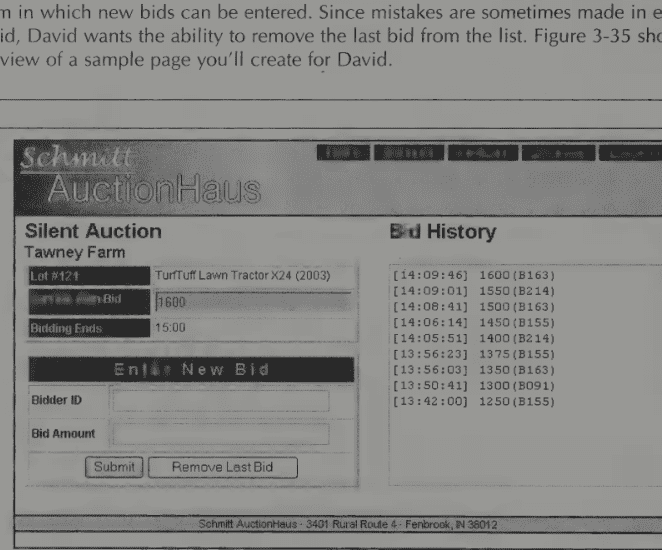 m in which new bids can be entered. Since mistakes are sometimes made in e
id, David wants the ability to remove the last bid from the list. Figure 3-35 sho
view of a sample page you'll create for David.
Schmitt
AuctionHaus
Silent Auction
Tawney Farm
Lot #121 TurfTuff Lawn Tractor X24 (2003)
Bid 1600
Bidding Ends 15:00
Enter New Bid
Bidder ID
Bid Amount
Submit Remove Last Bid
Bid History
[14:09:46] 1600(B163)
[14:09:01] 1550(B214)
[14:08:41] 1500(B163)
[14:06:14] 1450(B155)
[14:05:51] 1400(B214)
[13:56:23] 1375(B155)
[13:56:03] 1350(B163)
[13:50:41] 1300(B091)
[13:42:00] 1250(B155)
Schmitt AuctionHaus · 3401 Rural Route 4 · Fenbrook, IN 38012